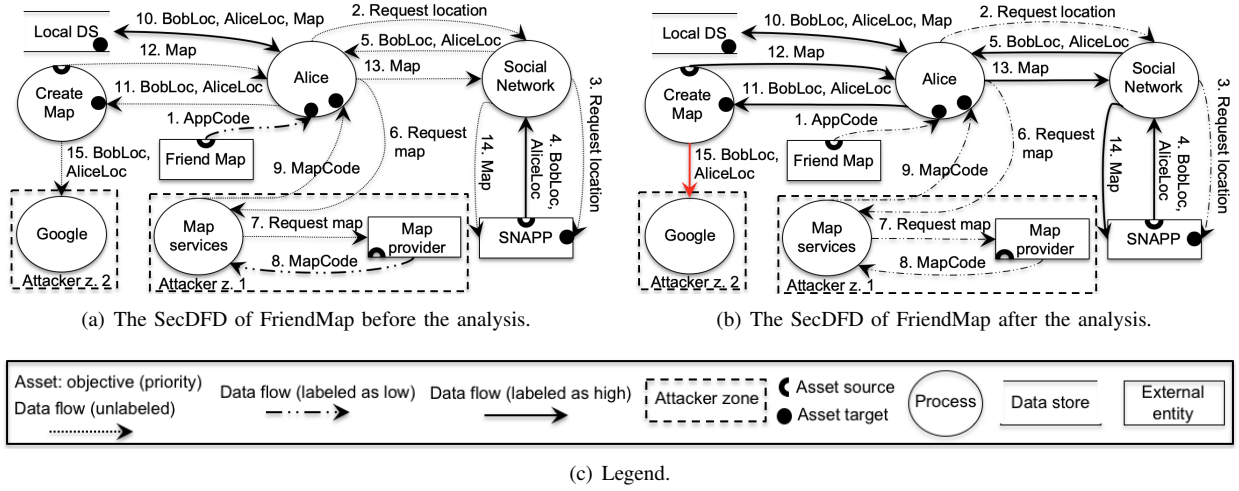 Local DS
10. BobLoc, AliceLoc, Map
2. Request location
5. BobLoc, AliceLoc
12. Map
Alice
13. Map
Social
Network
Create
Map
11. BobLoc, AliceLoc
1. AppCode
Friend Map
15. BobLoc,
AliceLoc
6. Request
map
9. MapCode
14. Map
4. BobLoc,
AliceLoc
3. Request location
Google
Attacker z. 2
Map
services
7. Request map
Map
provider
8. MapCode
Attacker z. 1
SNAPP
(a) The SecDFD of FriendMap before the analysis.
Local DS
10. BobLoc, AliceLoc, Map
2. Request location
5. BobLoc, AliceLoc
12. Map
Alice
13. Map
Social
Network
Create
Map
11. BobLoc, AliceLoc
1. AppCode
Friend Map
15. BobLoc,
AliceLoc
6. Request
map
9. MapCode
14. Map
4. BobLoc,
AliceLoc
3. Request location
Google
Attacker z. 2
Map
services
7. Request map
Map
provider
8. MapCode
Attacker z. 1
SNAPP
(b) The SecDFD of FriendMap after the analysis.
Asset: objective (priority)
Data flow (unlabeled)
Data flow (labeled as low)
Data flow (labeled as high)
Attacker zone
Asset source
Asset target
Process
Data store
External
entity
(c) Legend.